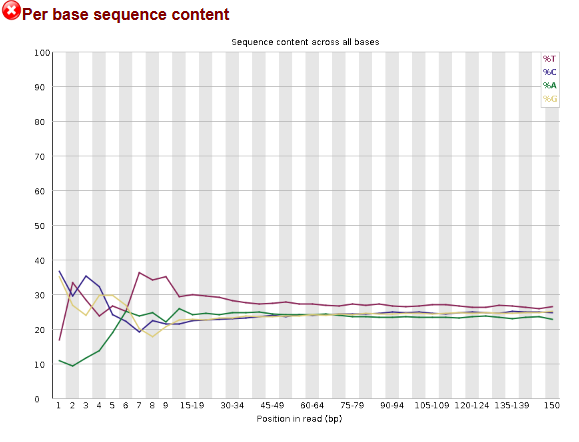 Per base sequence content
Sequence content across all bases
%T
%C
%A
%G
100
90
80
70
60
50
40
30
20
10
0
1 2 3 4 5 6 7 8 9 15-19 30-34 45-49 60-64 75-79 90-94 105-109 120-124 135-139 150
Position in read (bp)